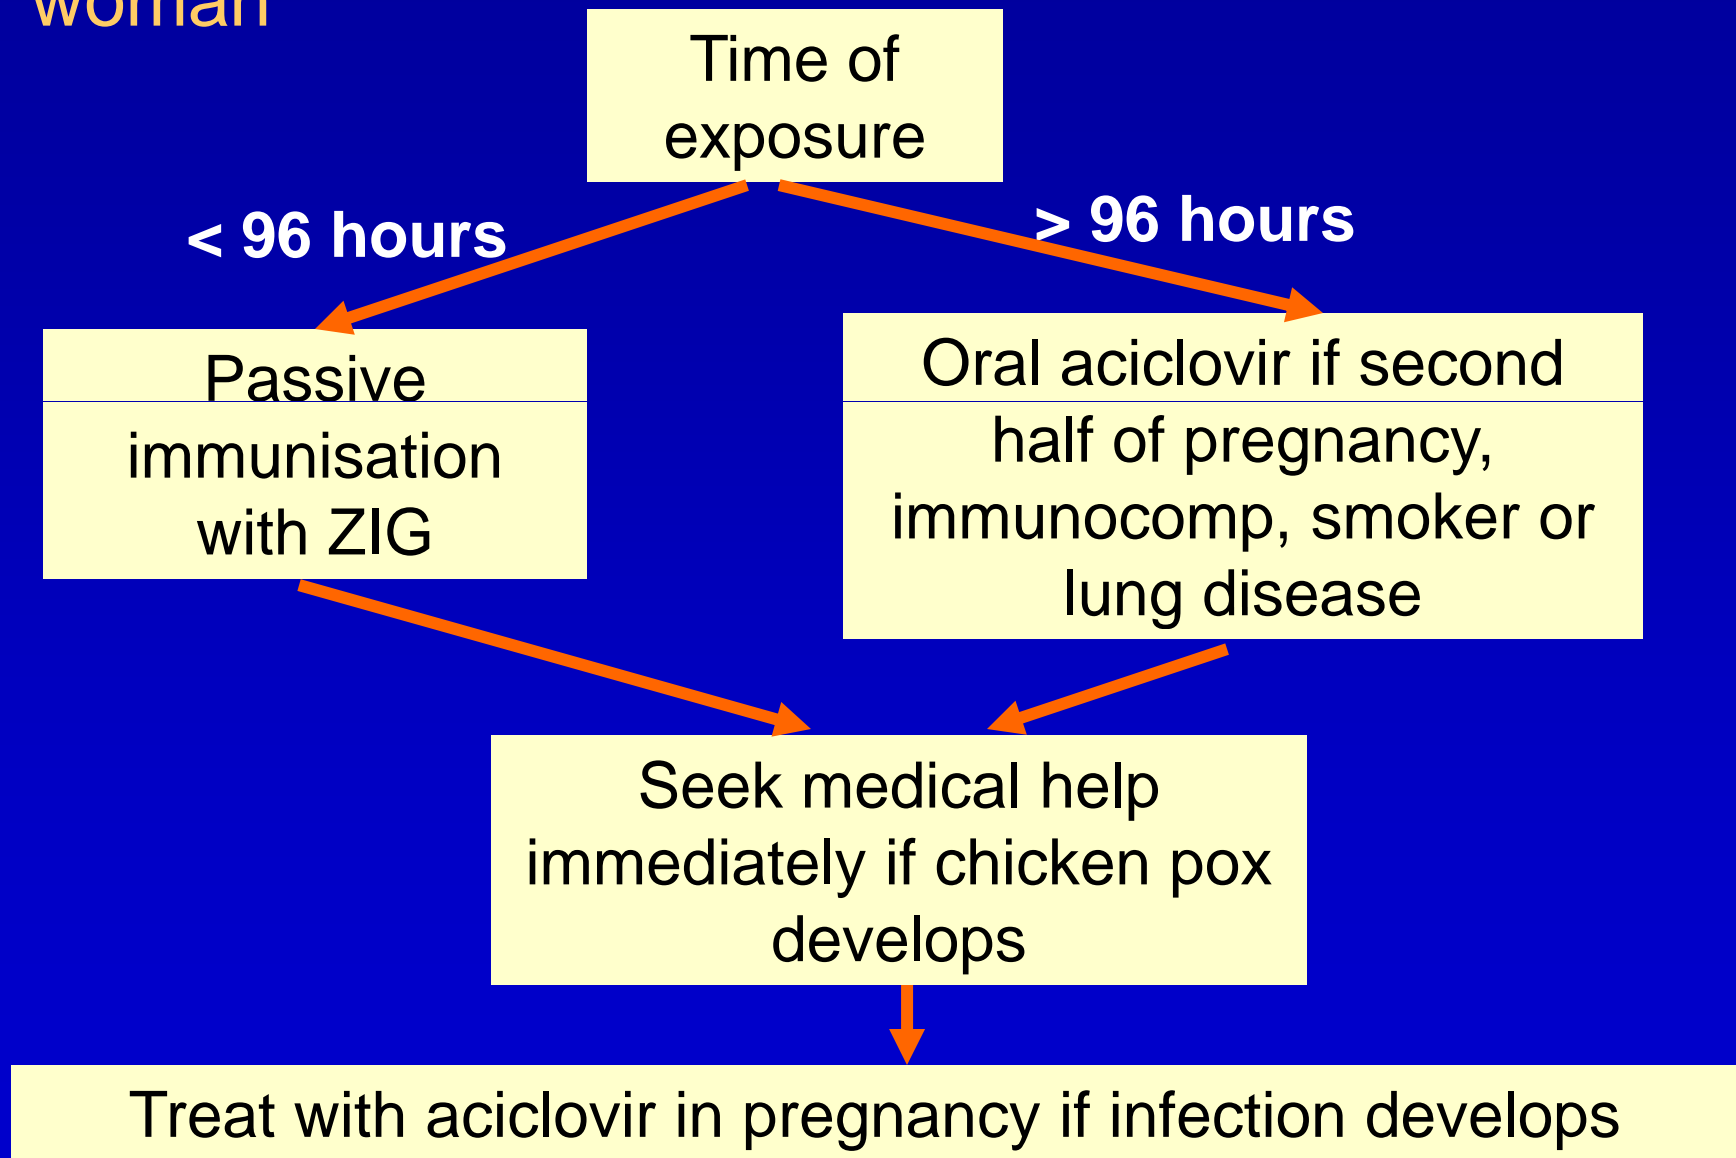 woman
Time of
exposure
< 96 hours
> 96 hours
Passive
immunisation
with ZIG
Oral aciclovir if second
half of pregnancy,
immunocomp, smoker or
lung disease
Seek medical help
immediately if chicken pox
develops
Treat with aciclovir in pregnancy if infection develops